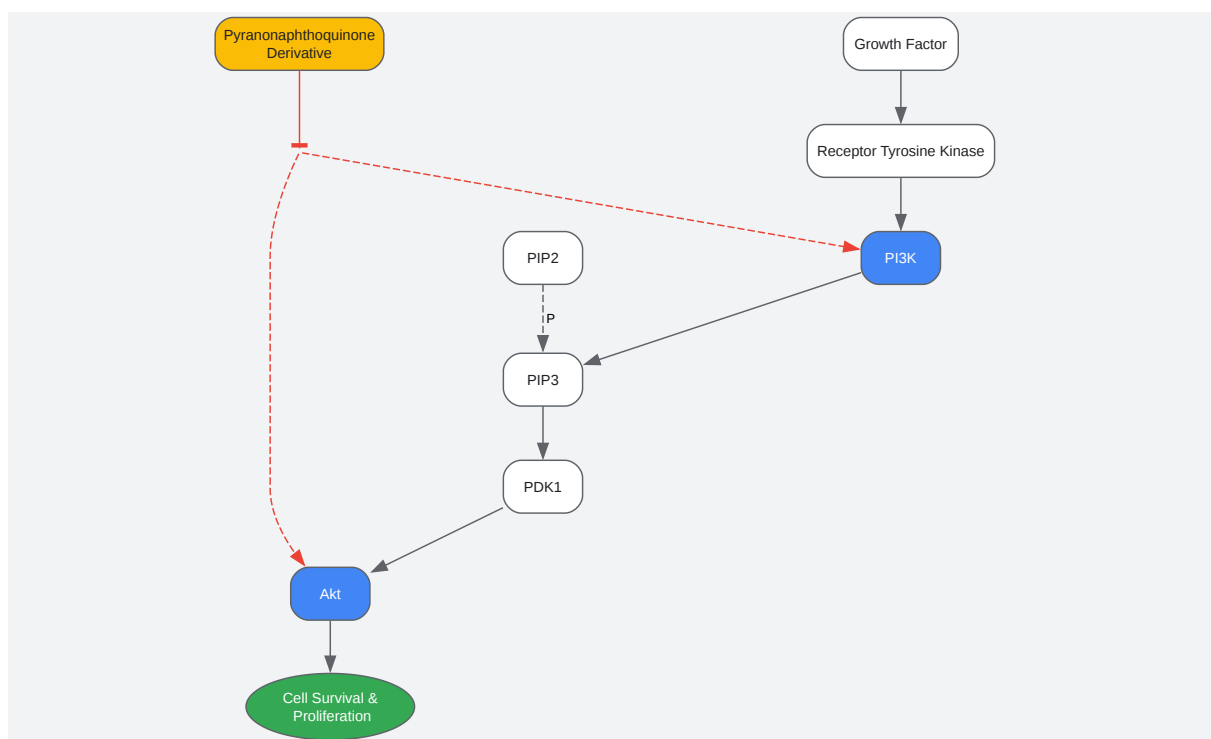 Pyranonaphthoquinone
Derivative
Growth Factor
Receptor Tyrosine Kinase
PIP2
PI3K
P
PIP3
PDK1
Akt
Cell Survival &
Proliferation